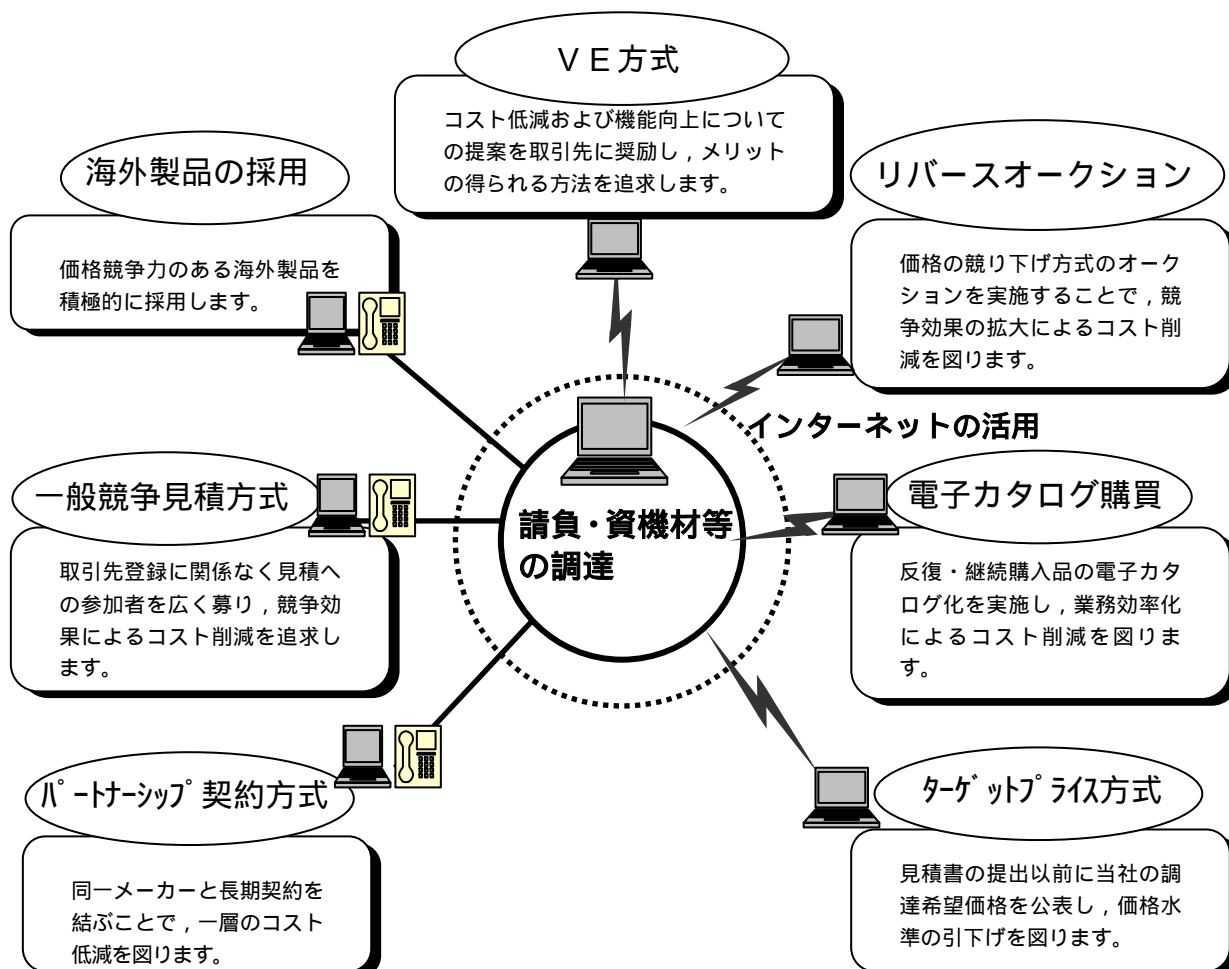 ＶＥ方式
コスト低減および機能向上について
の提案を取引先に奨励し，メリット
の得られる方法を追求します。
海外製品の採用
価格競争力のある海外製品を
積極的に採用します。
リバースオークション
価格の競り下げ方式のオーク
ションを実施することで，競
争効果の拡大によるコスト削
減を図ります。
インターネットの活用
請負・資機材等
の調達
一般競争見積方式
取引先登録に関係なく見積へ
の参加者を広く募り，競争効
果によるコスト削減を追求し
ます。
電子カタログ購買
反復・継続購入品の電子カタ
ログ化を実施し，業務効率化
によるコスト削減を図りま
す。
ﾊﾟｰﾄﾅｰｼｯﾌﾟ契約方式
同一メーカーと長期契約を
結ぶことで，一層のコスト
低減を図ります。
ﾀｰｹﾞｯﾄﾌﾟﾗｲｽ方式
見積書の提出以前に当社の調
達希望価格を公表し，価格水
準の引下げを図ります。